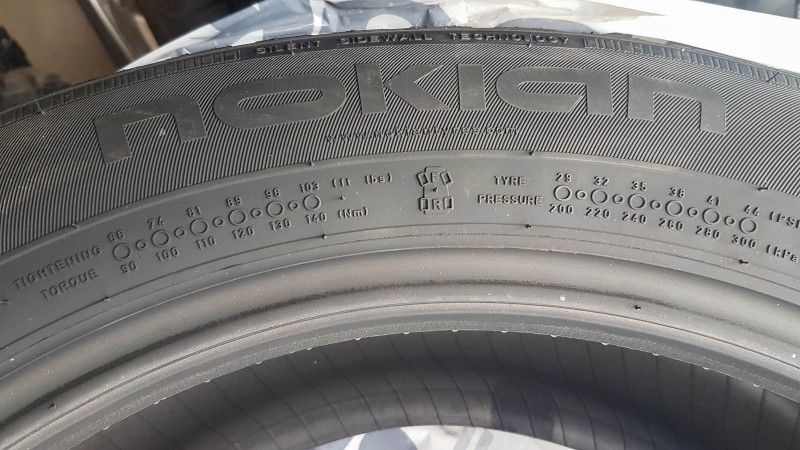 SILENT SIDEWALL TECHNOLOGY
nokian
www.nokiantyres.com
TIGHTENING 66 74 81 89 96 103 (ft lbs)
TORQUE 90 100 110 120 130 140 (Nm)
F
R
TYRE 29 32 35 38 41 44 (PSI
PRESSURE 200 220 240 260 280 300 (kPa